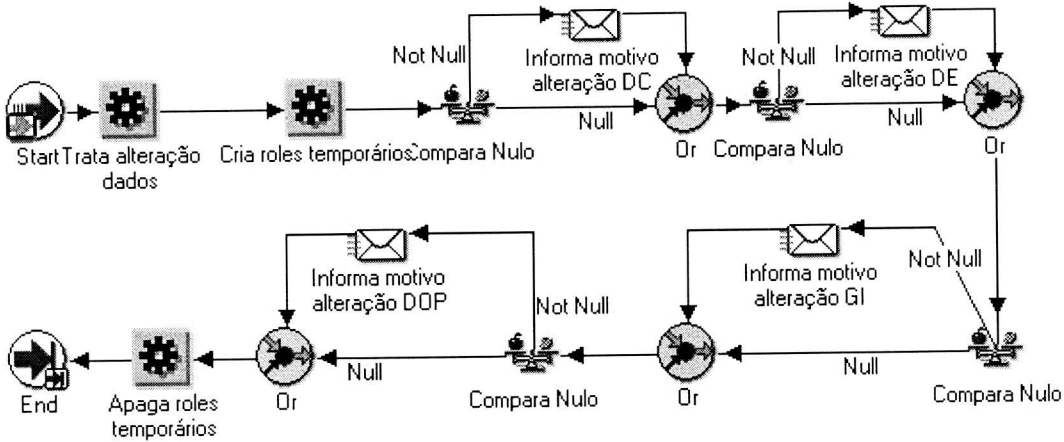 Not Null
Informa motivo
alteração DC
Null
Not Null
Informa motivo
alteração DE
Null
Start
Trata alteração
dados
Cria roles temporários
Compara Nulo
Or
Compara Nulo
Or
Informa motivo
alteração DOP
Not Null
Informa motivo
alteração GI
Not Null
Null
Null
End
Apaga roles
temporários
Or
Compara Nulo
Or
Compara Nulo